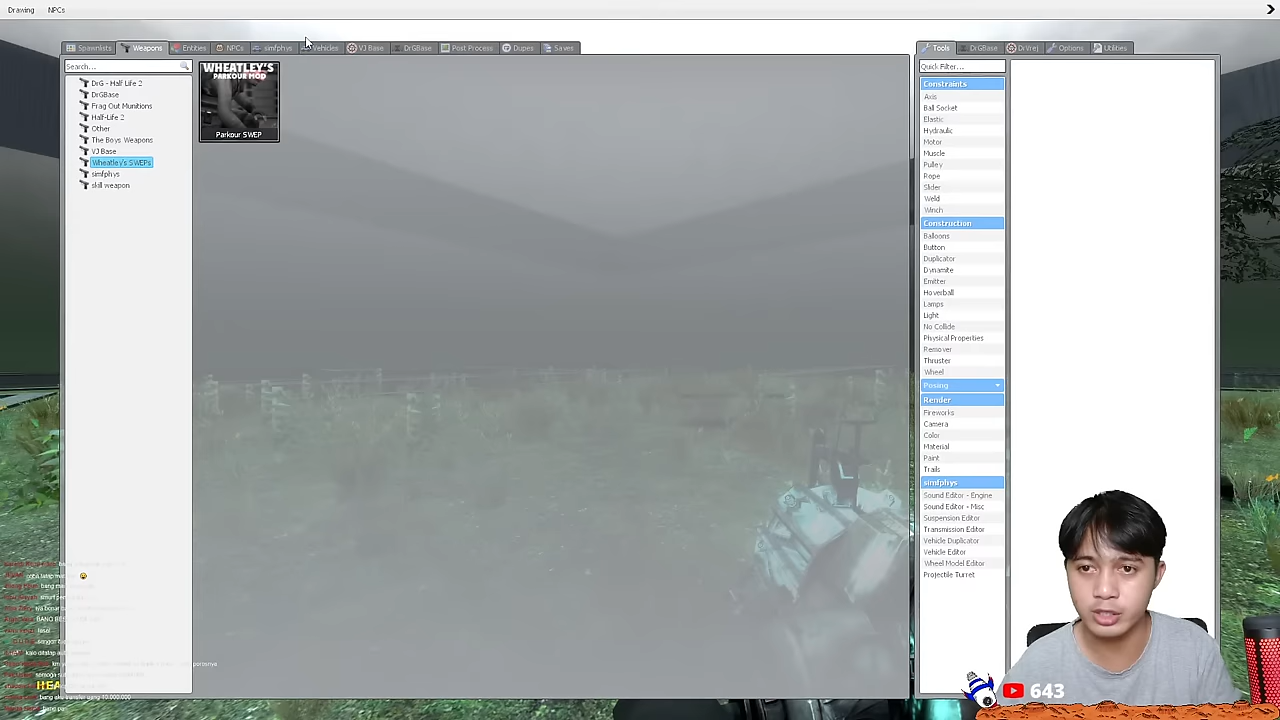 Drawing NPCs
Spawnlists Weapons Entities NPCs simfphys Vehicles VJ Base DrGBase Post Process Dupes Saves
Tools DrGBase Drivej Options Utilities
Search...
DrG - Half Life 2
DrGBase
Frag Out Munitions
Half-Life 2
Other
The Boys Weapons
VJ Base
Wheatley's SWEPs
simfphys
skill weapon
WHEATLEY'S
PARKOUR MOD
Parkour SWEP
Quick Filter...
Constraints
Axis
Ball Socket
Elastic
Hydraulic
Motor
Muscle
Pulley
Rope
Slider
Weld
Winch
Construction
Balloons
Button
Duplicator
Dynamite
Emitter
Hoverball
Lamps
Light
No Collide
Physical Properties
Remover
Thruster
Wheel
Posing
Render
Fireworks
Camera
Color
Material
Paint
Trails
simfphys
Sound Editor - Engine
Sound Editor - Misc
Suspension Editor
Transmission Editor
Vehicle Duplicator
Vehicle Editor
Wheel Model Editor
Projectile Turret
HEA
643